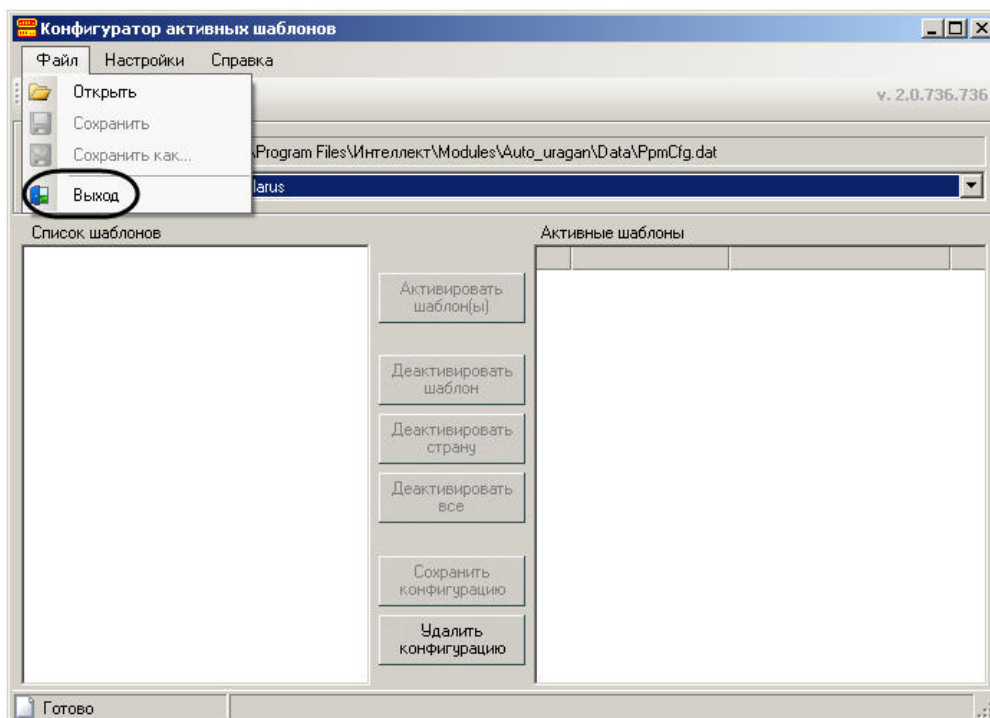 Конфигуратор активных шаблонов
Файл Настройки Справка
Открыть
v. 2.0.736.736
Сохранить
Сохранить как...
\Program Files\Интеллект\Modules\Auto_uragan\Data\PpmCfg.dat
Выход
larus
Список шаблонов
Активные шаблоны
Активировать
шаблон(ы)
Деактивировать
шаблон
Деактивировать
страну
Деактивировать
все
Сохранить
конфигурацию
Удалить
конфигурацию
Готово